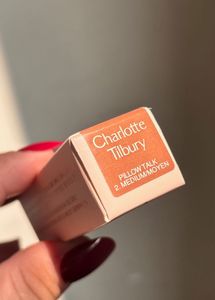 Charlotte
Tilbury
PILLOW TALK
2. MEDIUM/MOYEN